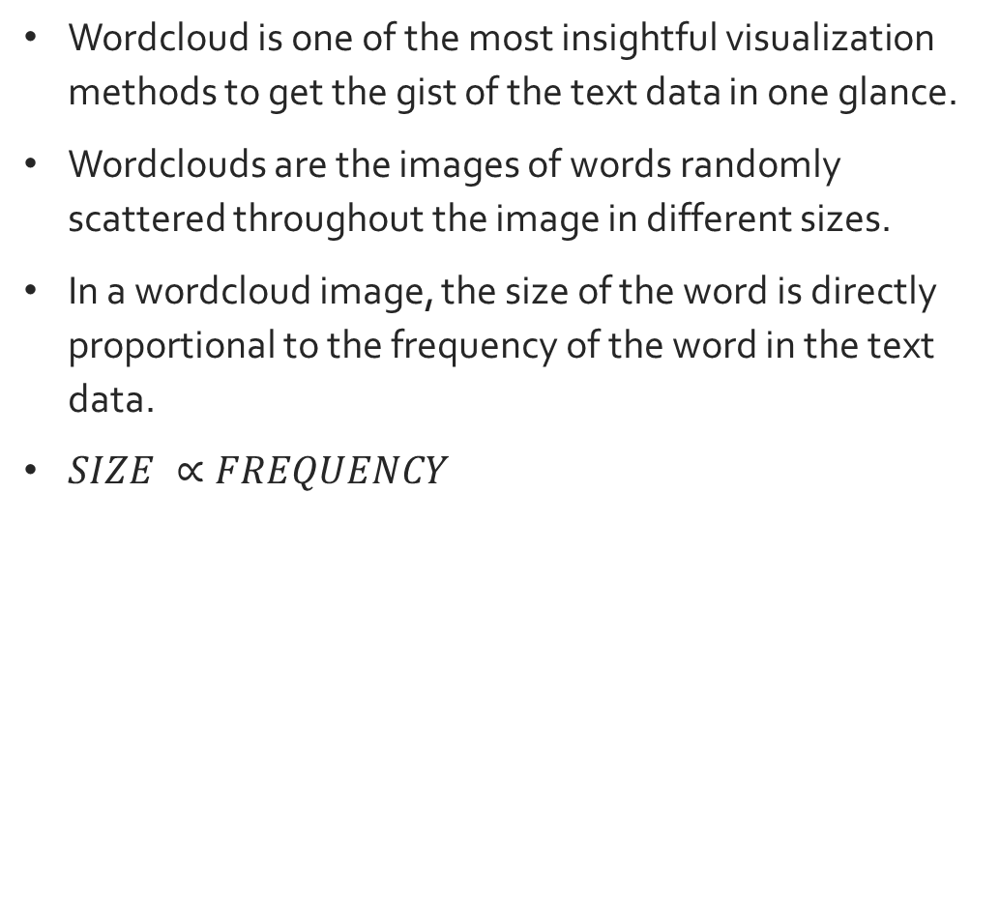 • Wordcloud is one of the most insightful visualization
methods to get the gist of the text data in one glance.
• Wordclouds are the images of words randomly
scattered throughout the image in different sizes.
• In a wordcloud image, the size of the word is directly
proportional to the frequency of the word in the text
data.
• SIZE ∝ FREQUENCY